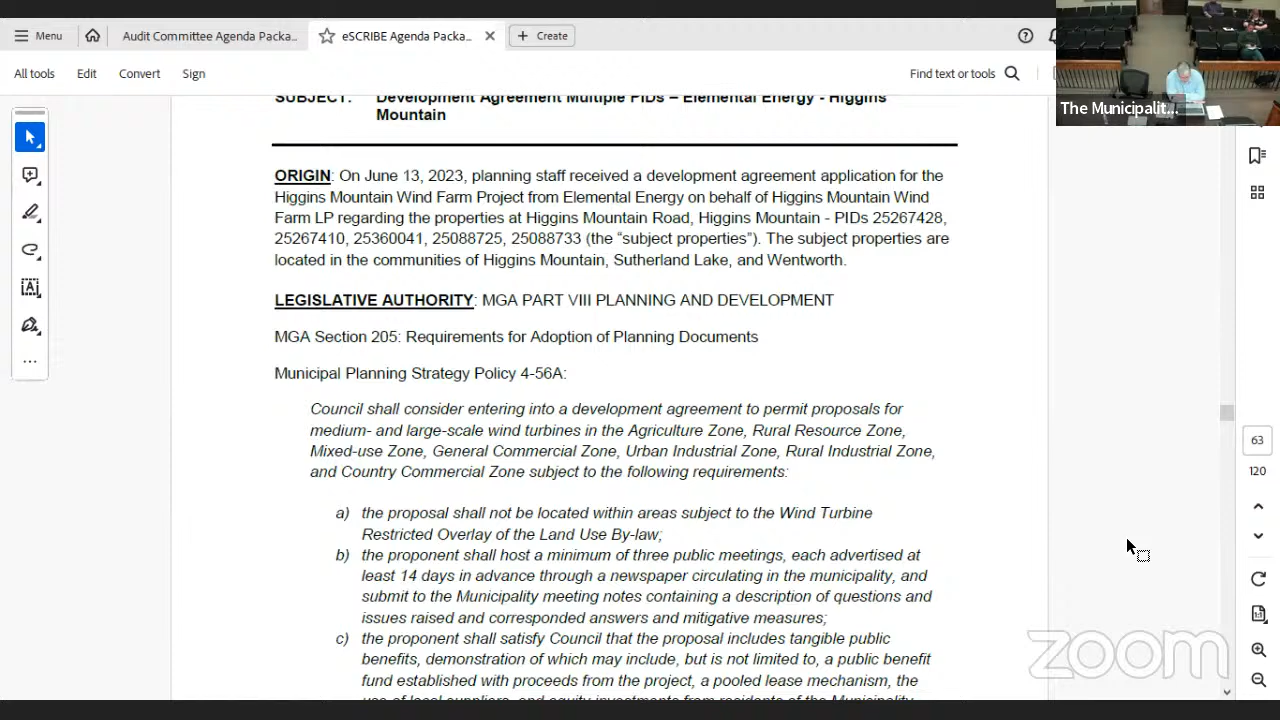 Menu
Audit Committee Agenda Packa...
eSCRIBE Agenda Packa...
Create
All tools
Edit
Convert
Sign
Find text or tools
The Municipalit...
SUBJECT: Development Agreement Multiple PIDs – Elemental Energy - Higgins
Mountain
ORIGIN: On June 13, 2023, planning staff received a development agreement application for the
Higgins Mountain Wind Farm Project from Elemental Energy on behalf of Higgins Mountain Wind
Farm LP regarding the properties at Higgins Mountain Road, Higgins Mountain - PIDs 25267428,
25267410, 25360041, 25088725, 25088733 (the “subject properties”). The subject properties are
located in the communities of Higgins Mountain, Sutherland Lake, and Wentworth.
LEGISLATIVE AUTHORITY: MGA PART VIII PLANNING AND DEVELOPMENT
MGA Section 205: Requirements for Adoption of Planning Documents
Municipal Planning Strategy Policy 4-56A:
Council shall consider entering into a development agreement to permit proposals for
medium- and large-scale wind turbines in the Agriculture Zone, Rural Resource Zone,
Mixed-use Zone, General Commercial Zone, Urban Industrial Zone, Rural Industrial Zone,
and Country Commercial Zone subject to the following requirements:
a) the proposal shall not be located within areas subject to the Wind Turbine
Restricted Overlay of the Land Use By-law;
b) the proponent shall host a minimum of three public meetings, each advertised at
least 14 days in advance through a newspaper circulating in the municipality, and
submit to the Municipality meeting notes containing a description of questions and
issues raised and corresponded answers and mitigative measures;
c) the proponent shall satisfy Council that the proposal includes tangible public
benefits, demonstration of which may include, but is not limited to, a public benefit
fund established with proceeds from the project, a pooled lease mechanism, the
use of local suppliers, and equity investments from residents of the Municipality
63
120
zoom